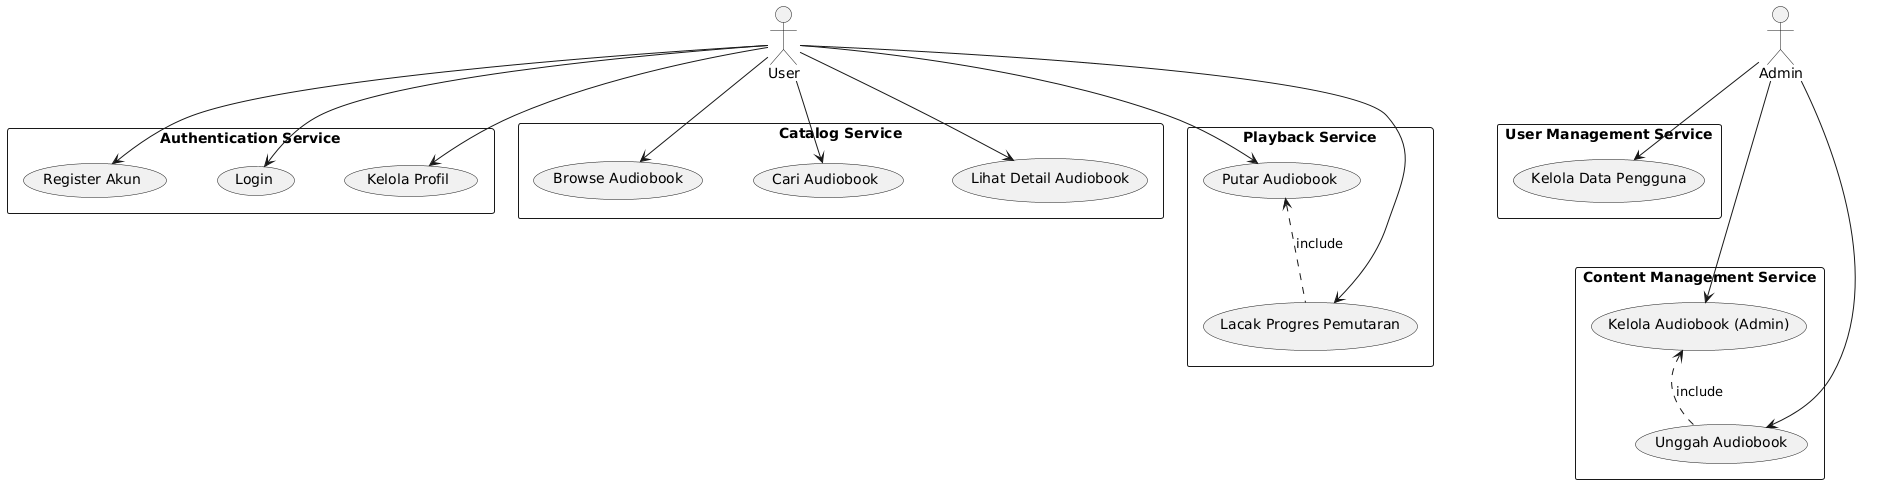 User
Admin
Authentication Service
Register Akun
Login
Kelola Profil
Catalog Service
Browse Audiobook
Cari Audiobook
Lihat Detail Audiobook
Playback Service
Putar Audiobook
include
Lacak Progres Pemutaran
User Management Service
Kelola Data Pengguna
Content Management Service
Kelola Audiobook (Admin)
include
Unggah Audiobook